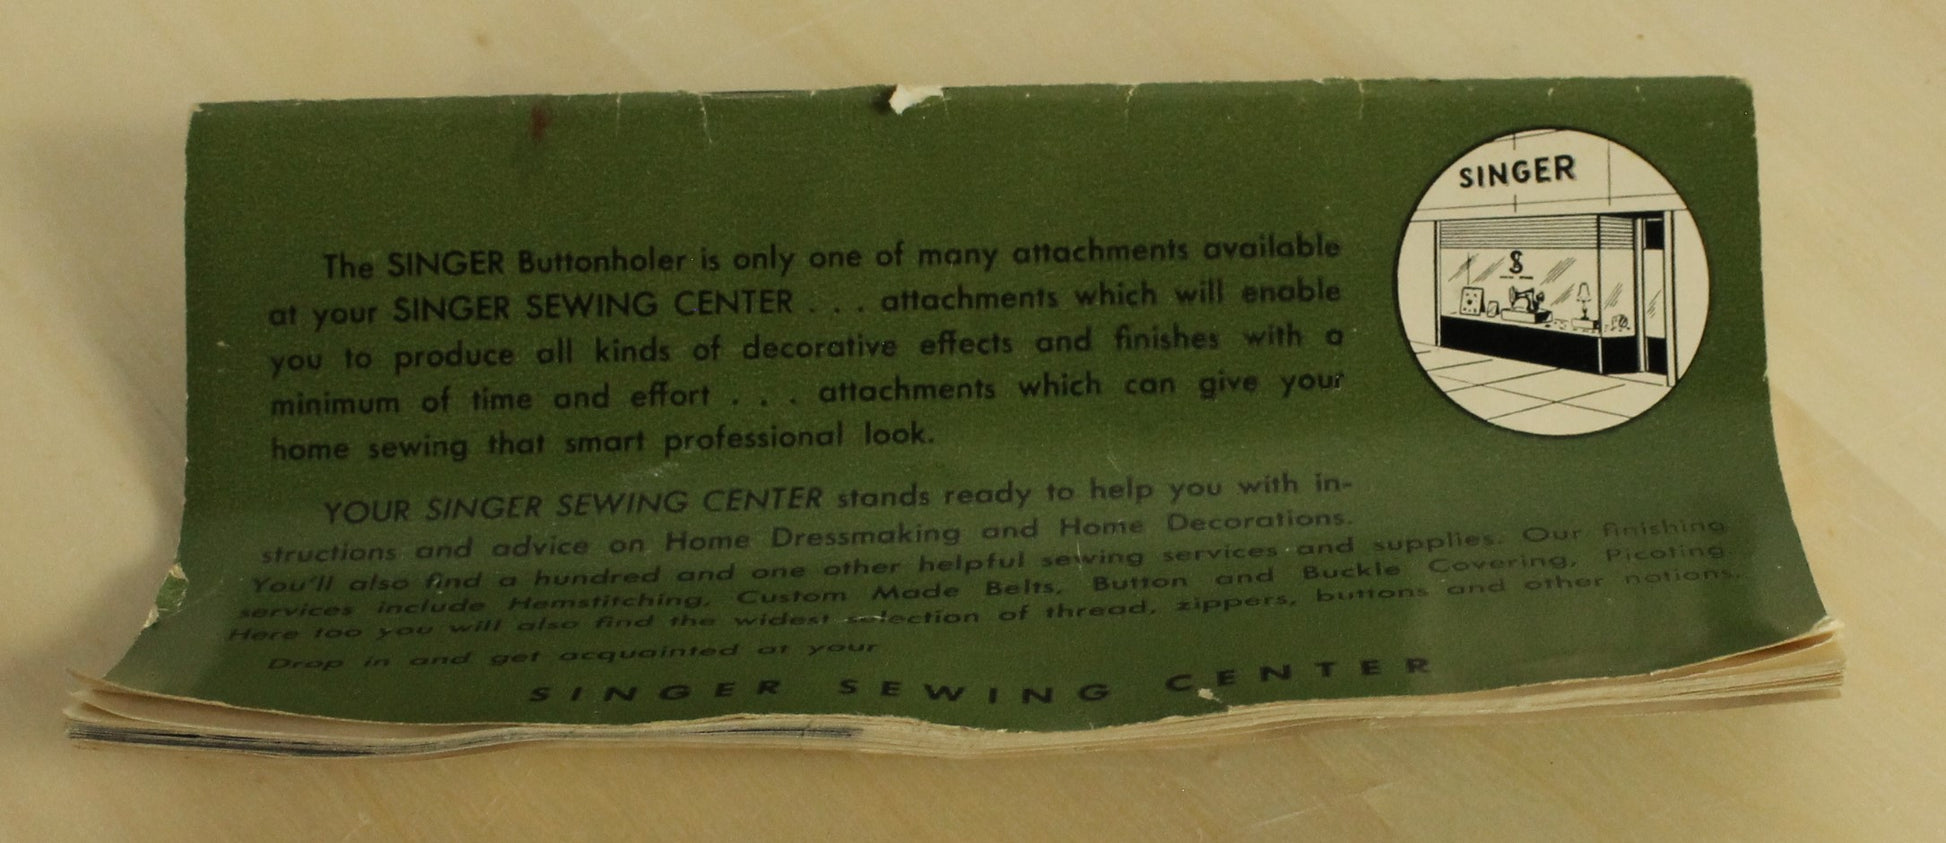 SINGER
S
The SINGER Buttonholer is only one of many attachments available
at your SINGER SEWING CENTER . . . attachments which will enable
you to produce all kinds of decorative effects and finishes with a
minimum of time and effort . . . attachments which can give your
home sewing that smart professional look.
YOUR SINGER SEWING CENTER stands ready to help you with in-
structions and advice on Home Dressmaking and Home Decorations.
You'll also find a hundred and one other helpful sewing services and supplies. Our finishing
services include Hemstitching, Custom Made Belts, Button and Buckle Covering, Picoting.
Here too you will also find the widest selection of thread, zippers, buttons and other notions.
Drop in and get acquainted at your
SINGER SEWING CENTER